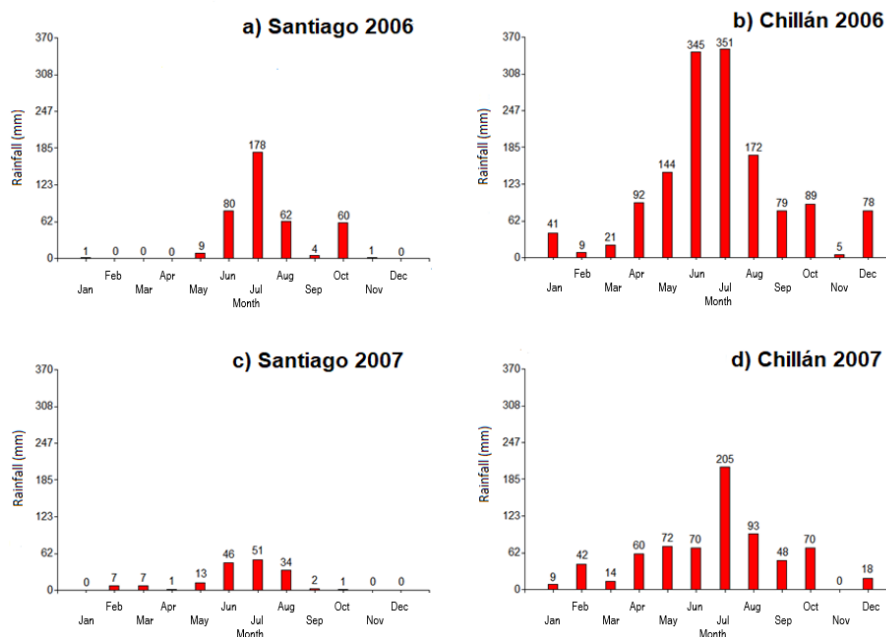 a) Santiago 2006
370
308
247
185
123
62
0
Rainfall (mm)
1 0 0 0 9 80 178 62 4 60 1 0
Feb Apr Jun Aug Oct Dec
Jan Mar May Jul Sep Nov
Month
b) Chillán 2006
370
308
247
185
123
62
0
Rainfall (mm)
41 9 21 92 144 345 351 172 79 89 5 78
Feb Apr Jun Aug Oct Dec
Jan Mar May Jul Sep Nov
Month
c) Santiago 2007
370
308
247
185
123
62
0
Rainfall (mm)
0 7 7 1 13 46 51 34 2 1 0 0
Feb Apr Jun Aug Oct Dec
Jan Mar May Jul Sep Nov
Month
d) Chillán 2007
370
308
247
185
123
62
0
Rainfall (mm)
9 42 14 60 72 70 205 93 48 70 0 18
Feb Apr Jun Aug Oct Dec
Jan Mar May Jul Sep Nov
Month